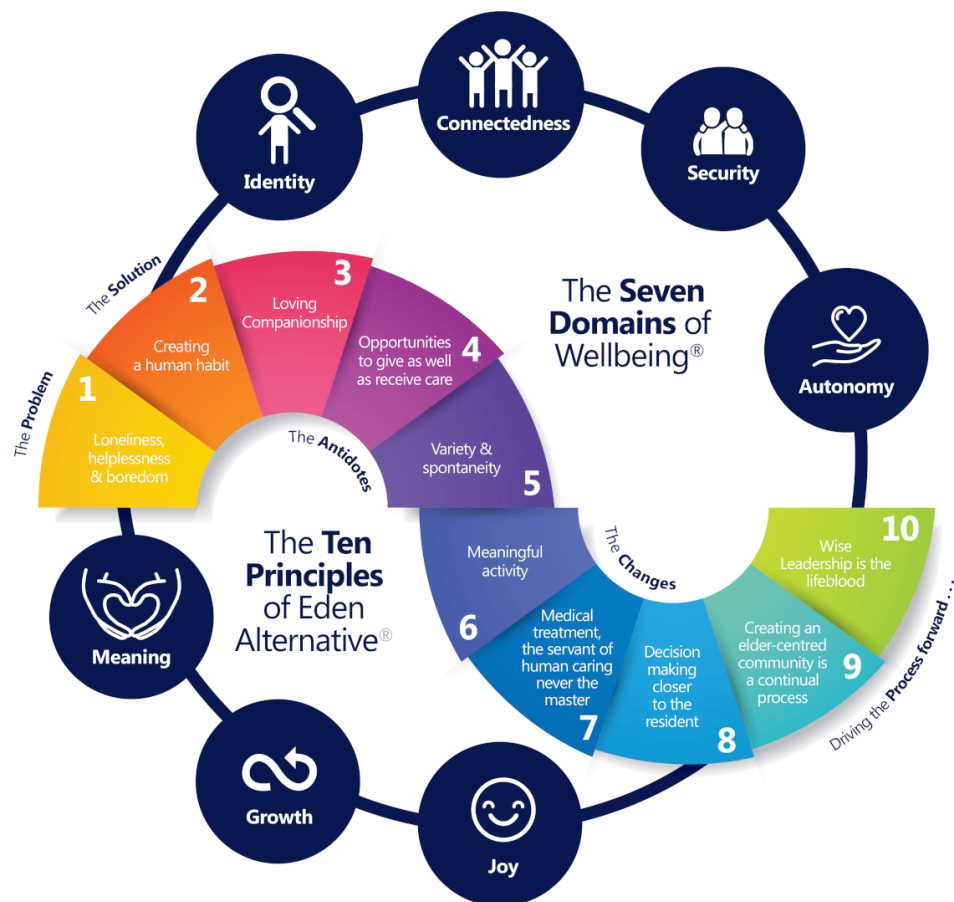 Identity
Connectedness
Security
Autonomy
The Seven
Domains of
Wellbeing®
The Problem
The Solution
The Antidotes
1
Loneliness,
helplessness
& boredom
2
Creating
a human habit
3
Loving
Companionship
4
Opportunities
to give as well
as receive care
5
Variety &
spontaneity
The Ten
Principles
of Eden
Alternative®
The Changes
Meaningful
activity
6
Medical
treatment,
the servant of
human caring
never the
master
7
Decision
making
closer
to the
resident
8
Creating an
elder-centred
community is
a continual
process
9
10
Wise
Leadership is the
lifeblood
Driving the Process forward . . .
Meaning
Growth
Joy